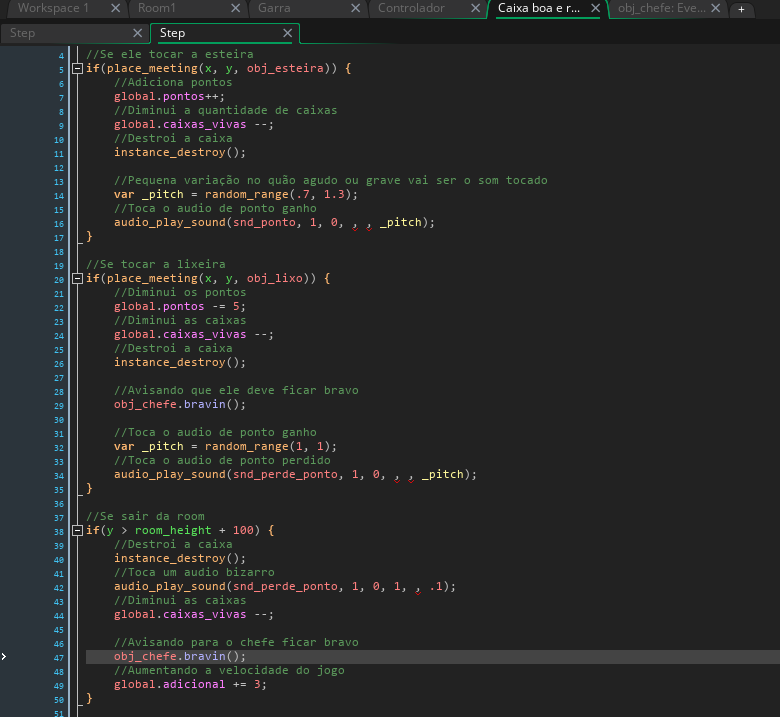 Workspace 1 Room1 Garra Controlador Caixa boa e r... obj_chefe: Eve... +
Step Step
4 //Se ele tocar a esteira
5 if(place_meeting(x, y, obj_esteira)) {
6 //Adiciona pontos
7 global.pontos++;
8 //Diminui a quantidade de caixas
9 global.caixas_vivas --;
10 //Destroi a caixa
11 instance_destroy();
12
13 //Pequena variação no quão agudo ou grave vai ser o som tocado
14 var _pitch = random_range(.7, 1.3);
15 //Toca o audio de ponto ganho
16 audio_play_sound(snd_ponto, 1, 0, , , _pitch);
17 }
18
19 //Se tocar a lixeira
20 if(place_meeting(x, y, obj_lixo)) {
21 //Diminui os pontos
22 global.pontos -= 5;
23 //Diminui as caixas
24 global.caixas_vivas --;
25 //Destroi a caixa
26 instance_destroy();
27
28 //Avisando que ele deve ficar bravo
29 obj_chefe.bravin();
30
31 //Toca o audio de ponto ganho
32 var _pitch = random_range(1, 1);
33 //Toca o audio de ponto perdido
34 audio_play_sound(snd_perde_ponto, 1, 0, , , _pitch);
35 }
36
37 //Se sair da room
38 if(y > room_height + 100) {
39 //Destroi a caixa
40 instance_destroy();
41 //Toca um audio bizarro
42 audio_play_sound(snd_perde_ponto, 1, 0, 1, , .1);
43 //Diminui as caixas
44 global.caixas_vivas --;
45
46 //Avisando para o chefe ficar bravo
47 obj_chefe.bravin();
48 //Aumentando a velocidade do jogo
49 global.adicional += 3;
50 }
51